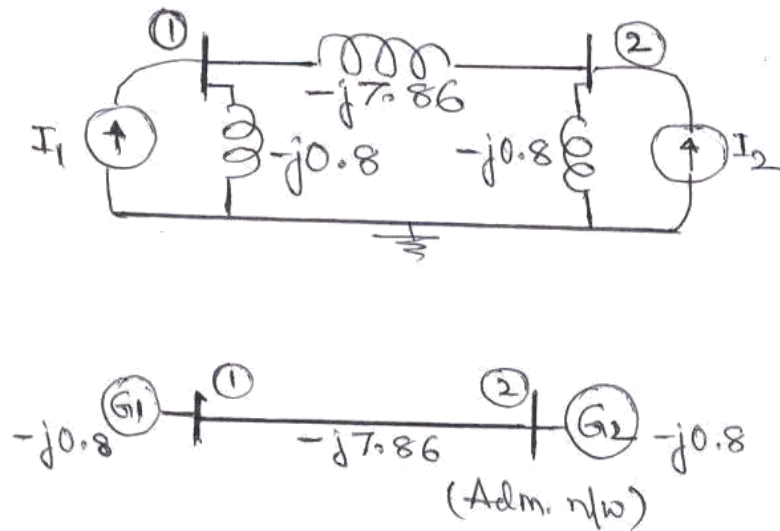 ① ②
-j7.86
I1 -j0.8 -j0.8 I2
① ②
G1 G2
-j0.8 -j7.86 -j0.8
(Adm. n/w)